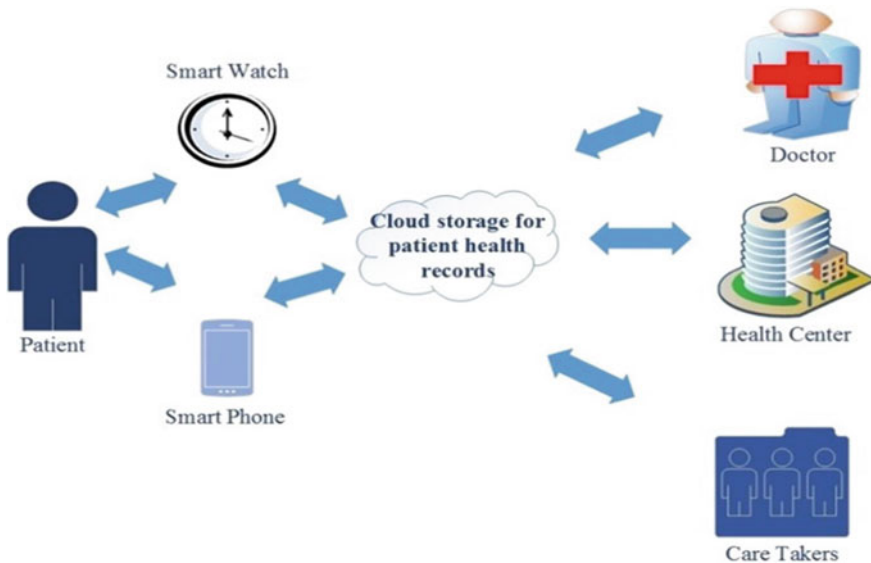 Smart Watch
Patient
Smart Phone
Cloud storage for
patient health
records
Doctor
Health Center
Care Takers